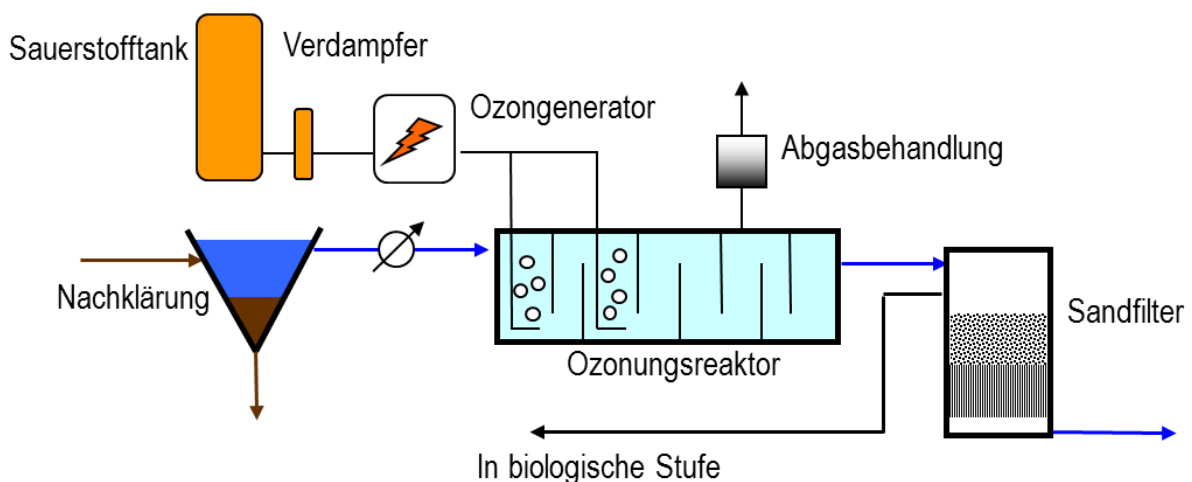 Sauerstofftank
Verdampfer
Ozongenerator
Abgasbehandlung
Nachklärung
Sandfilter
Ozonungsreaktor
In biologische Stufe